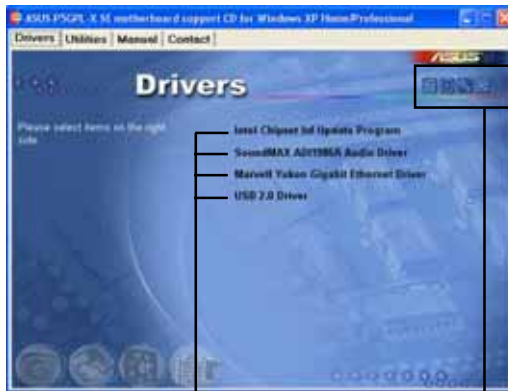 ASUS P5GPL-X SE motherboard support CD for Windows XP Home/Professional
Drivers Utilities Manual Contact
ASUS
Drivers
Please select items on the right side.
Intel Chipset Inf Update Program
SoundMAX ADI1986A Audio Driver
Marvell Yukon Gigabit Ethernet Driver
USB 2.0 Driver